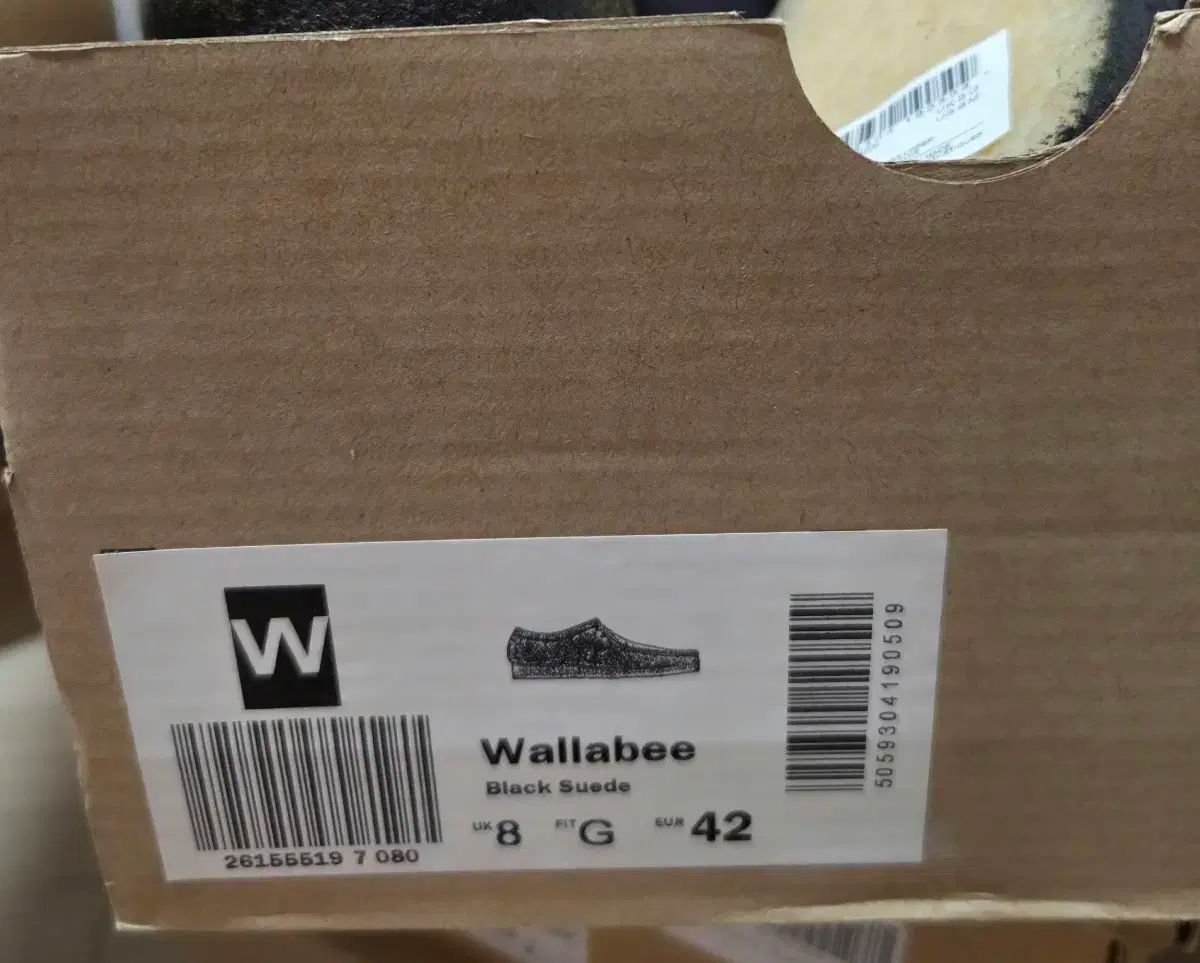 W
Wallabee
Black Suede
UK 8 FIT G EUR 42
26155519 7 080
5059304190509